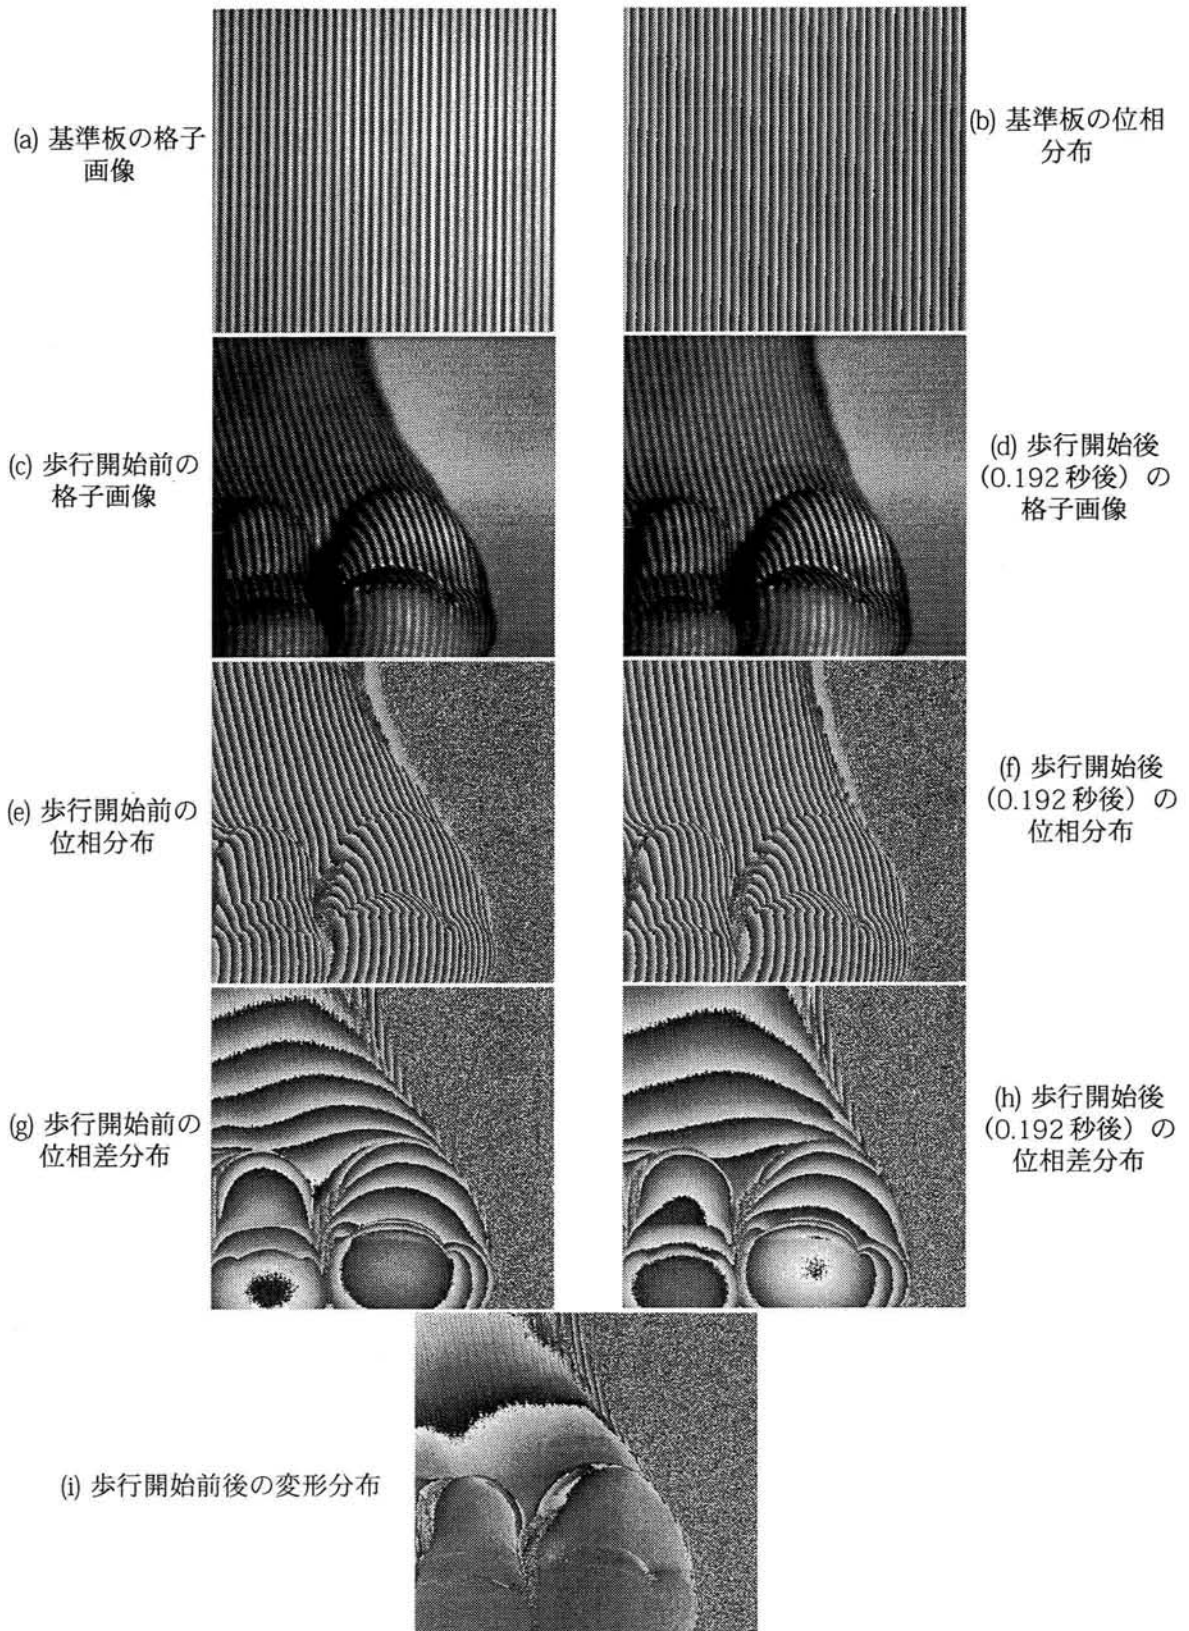 (a) 基準板の格子
画像
(b) 基準板の位相
分布
(c) 歩行開始前の
格子画像
(d) 歩行開始後
(0.192 秒後) の
格子画像
(e) 歩行開始前の
位相分布
(f) 歩行開始後
(0.192 秒後) の
位相分布
(g) 歩行開始前の
位相差分布
(h) 歩行開始後
(0.192 秒後) の
位相差分布
(i) 歩行開始前後の変形分布